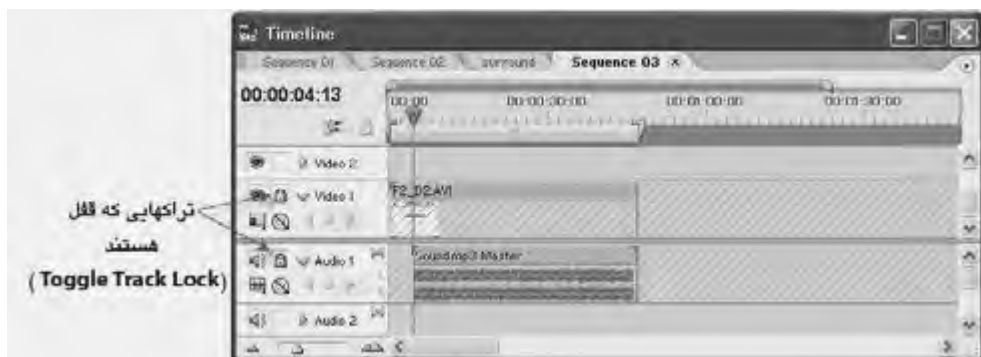 Timeline
Sequence 01 Sequence 02 surround Sequence 03
00:00:04:13
00:00 00:00:30:00 00:01:00:00 00:01:30:00
Video 2
Video 1
F2_D2.AVI
Audio 1
Sound.mp3 Master
Audio 2
تراکهایی که قفل
هستند
(Toggle Track Lock)